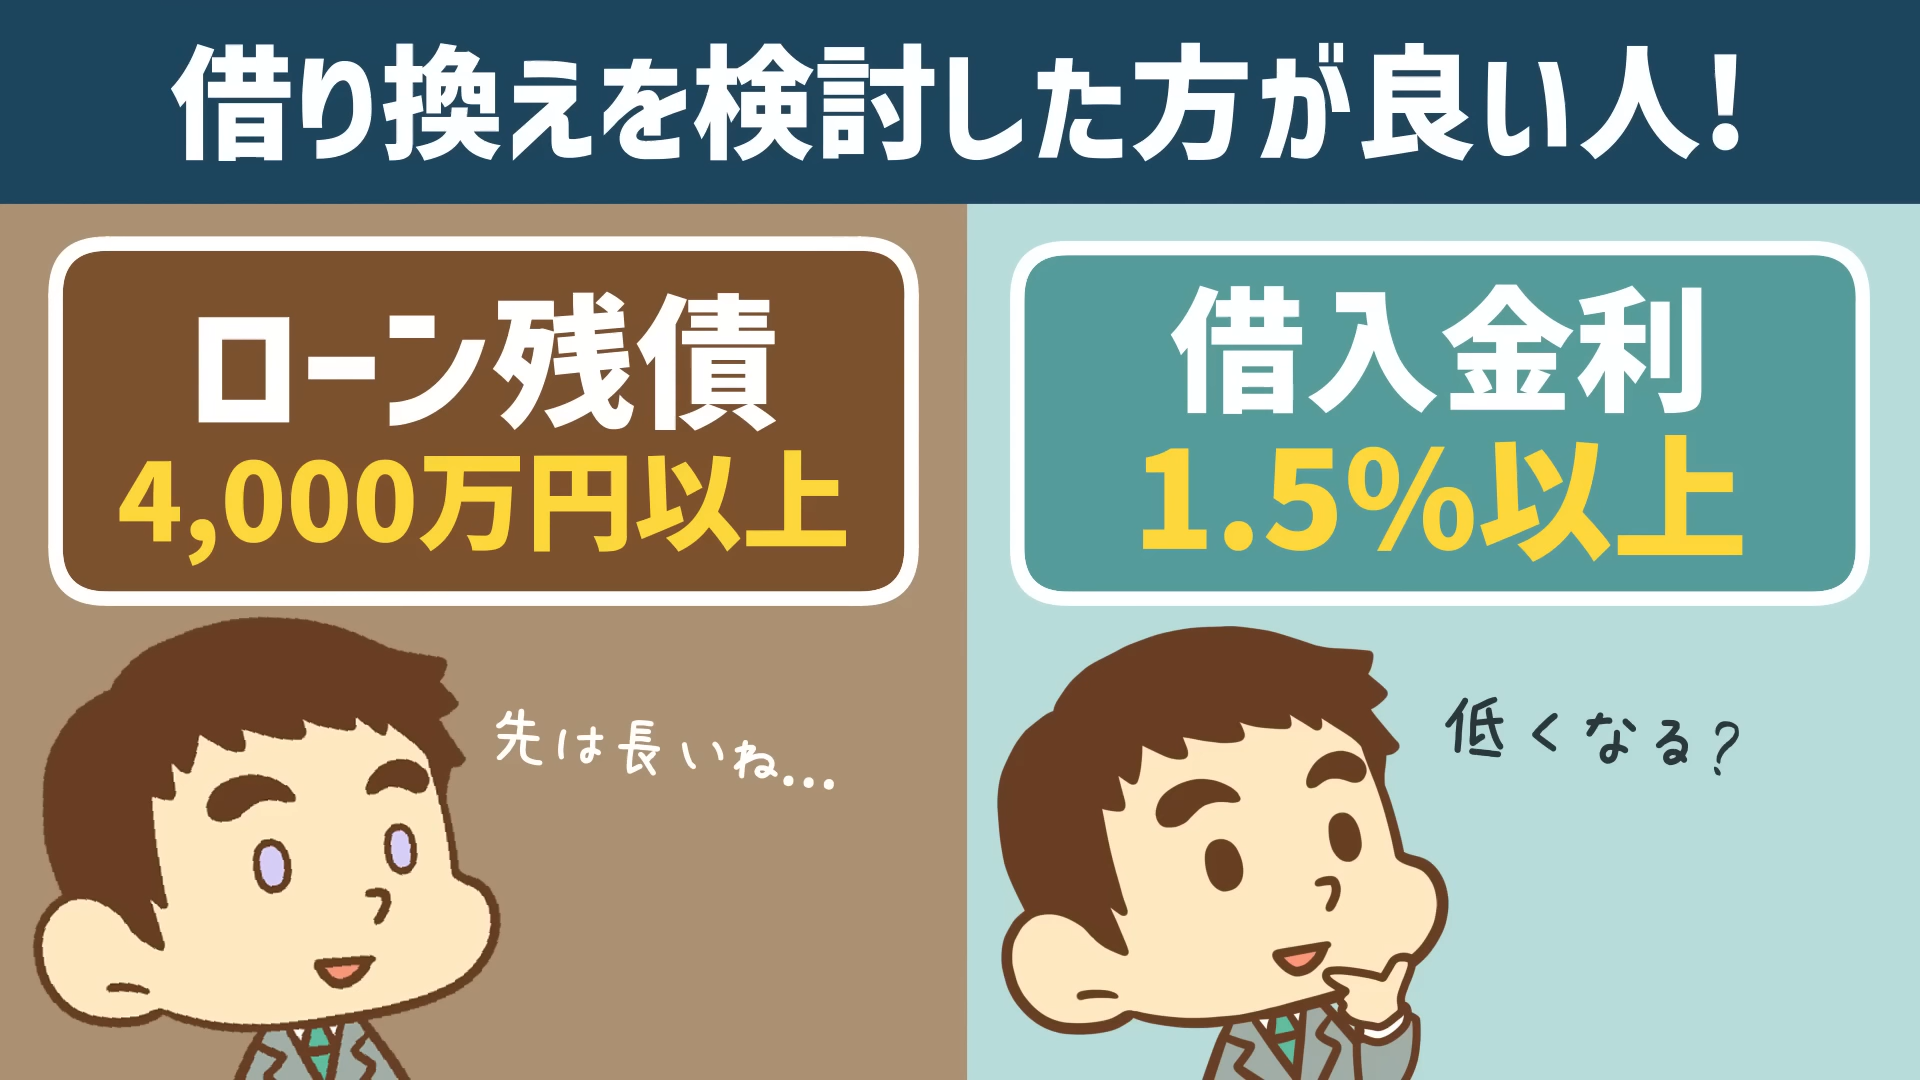 借り換えを検討した方が良い人!
ローン残債
4,000万円以上
先は長いね...
借入金利
1.5%以上
低くなる?